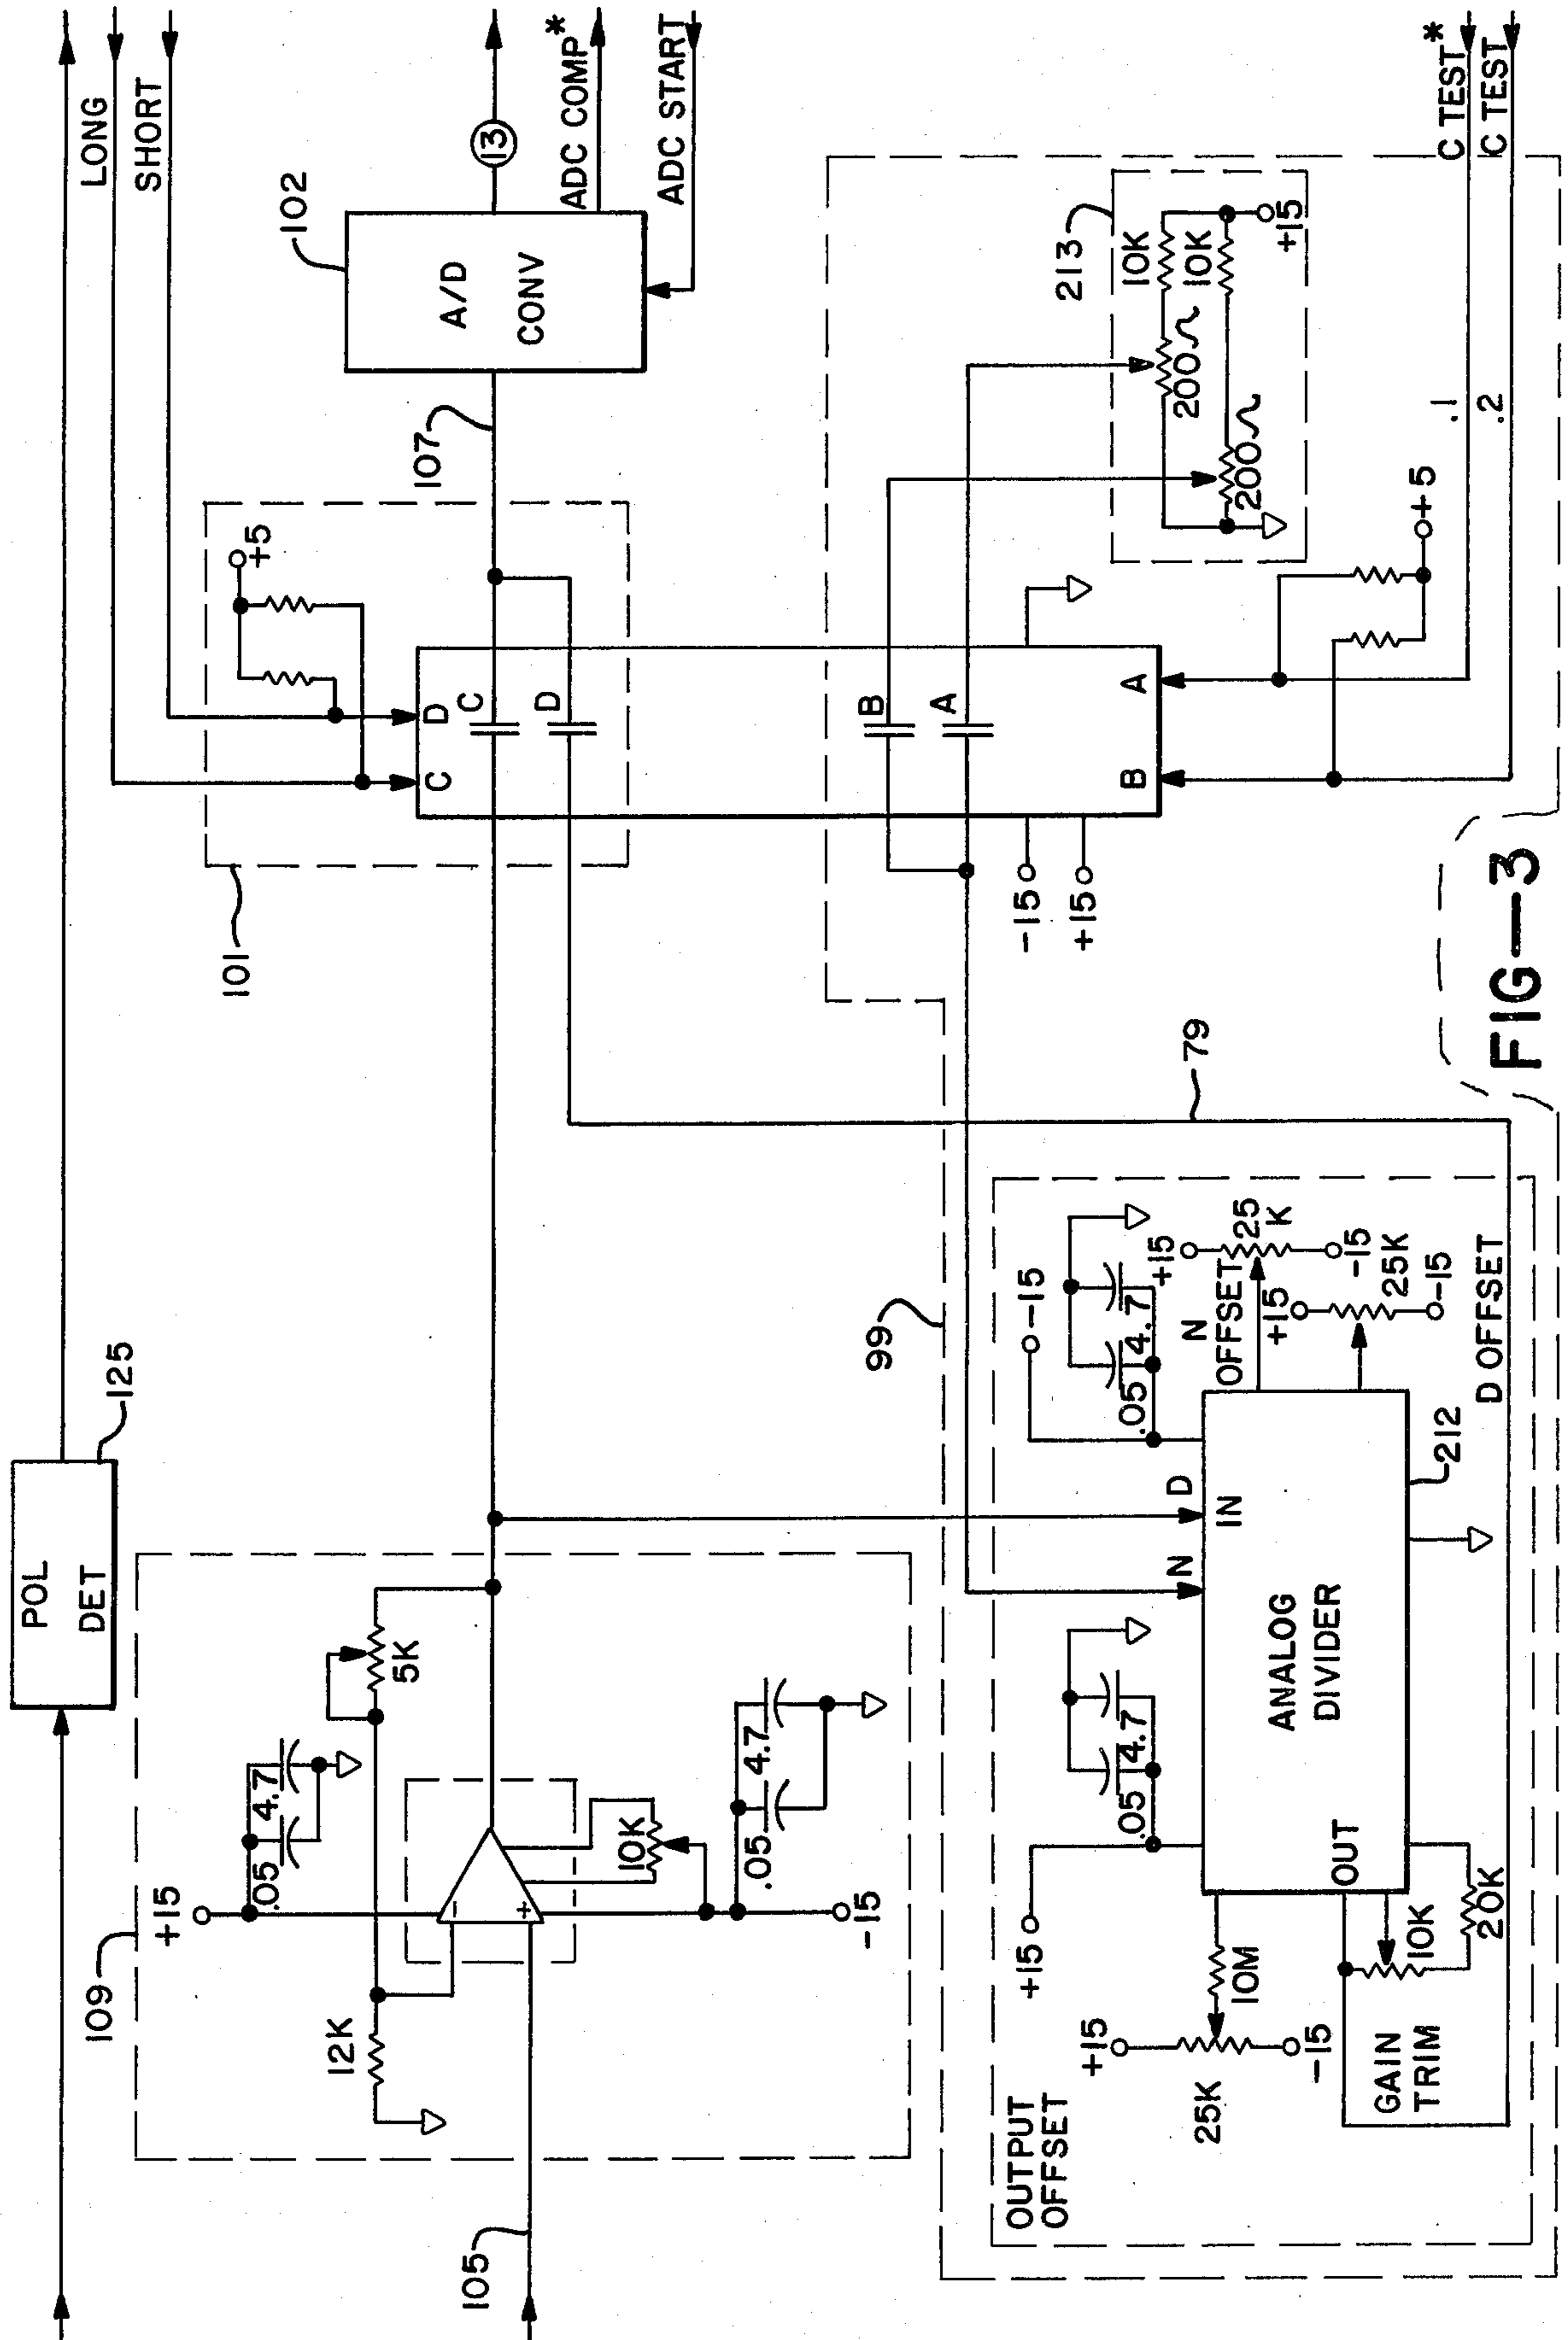 POL
DET
125
LONG
SHORT
109
+15
.05
4.7
12K
5K
-
+
10K
.05
4.7
-15
105
101
+5
C
D
C
D
107
102
A/D
CONV
13
ADC COMP*
ADC START
99
B
A
-15
+15
B
A
213
10K
10K
200Ω
200Ω
+15
+5
.1
.2
C TEST*
C TEST
79
OUTPUT
OFFSET
+15
25K
-15
10M
+15
.05
4.7
N
D
IN
ANALOG
DIVIDER
OUT
-15
.05
4.7
N
OFFSET
+15
25
K
-15
+15
25K
-15
D OFFSET
212
GAIN
TRIM
10K
20K
FIG-3